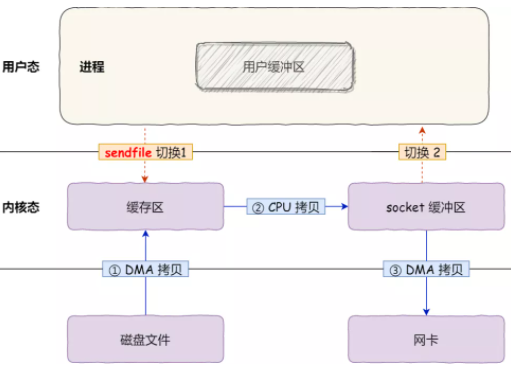 用户态
进程
用户缓冲区
sendfile 切换1
切换 2
内核态
缓存区
② CPU 拷贝
socket 缓冲区
① DMA 拷贝
③ DMA 拷贝
磁盘文件
网卡